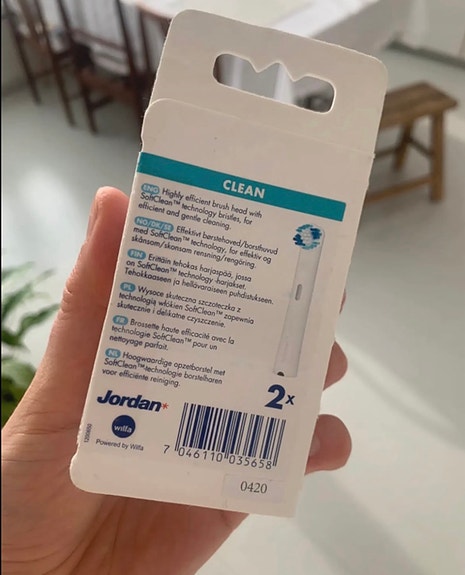 CLEAN
ENG Highly efficient brush head with
SoftClean™ technology bristles, for
efficient and gentle cleaning.
NO/DK/SE Effektivt børstehoved/borsthuvud
med SoftClean™ technology, for effektiv og
skånsom/skonsam rensning/rengöring.
FIN Erittäin tehokas harjaspää, jossa
on SoftClean™ technology -harjakset.
Tehokkaaseen ja hellävaraiseen puhdistukseen.
PL Wysoce skuteczna szczoteczka z
technologią włókien SoftClean™ zapewnia
skutecznie i délikatne czyszczenie.
FR Brossette haute efficacité avec la
technologie SoftClean™ pour un
nettoyage parfait.
NL Hoogwaardige opzetborstel met
SoftClean™technologie borstelharen
voor efficiënte reiniging.
2x
Jordan*
wilfa
Powered by Wilfa
7 046110 035658
0420